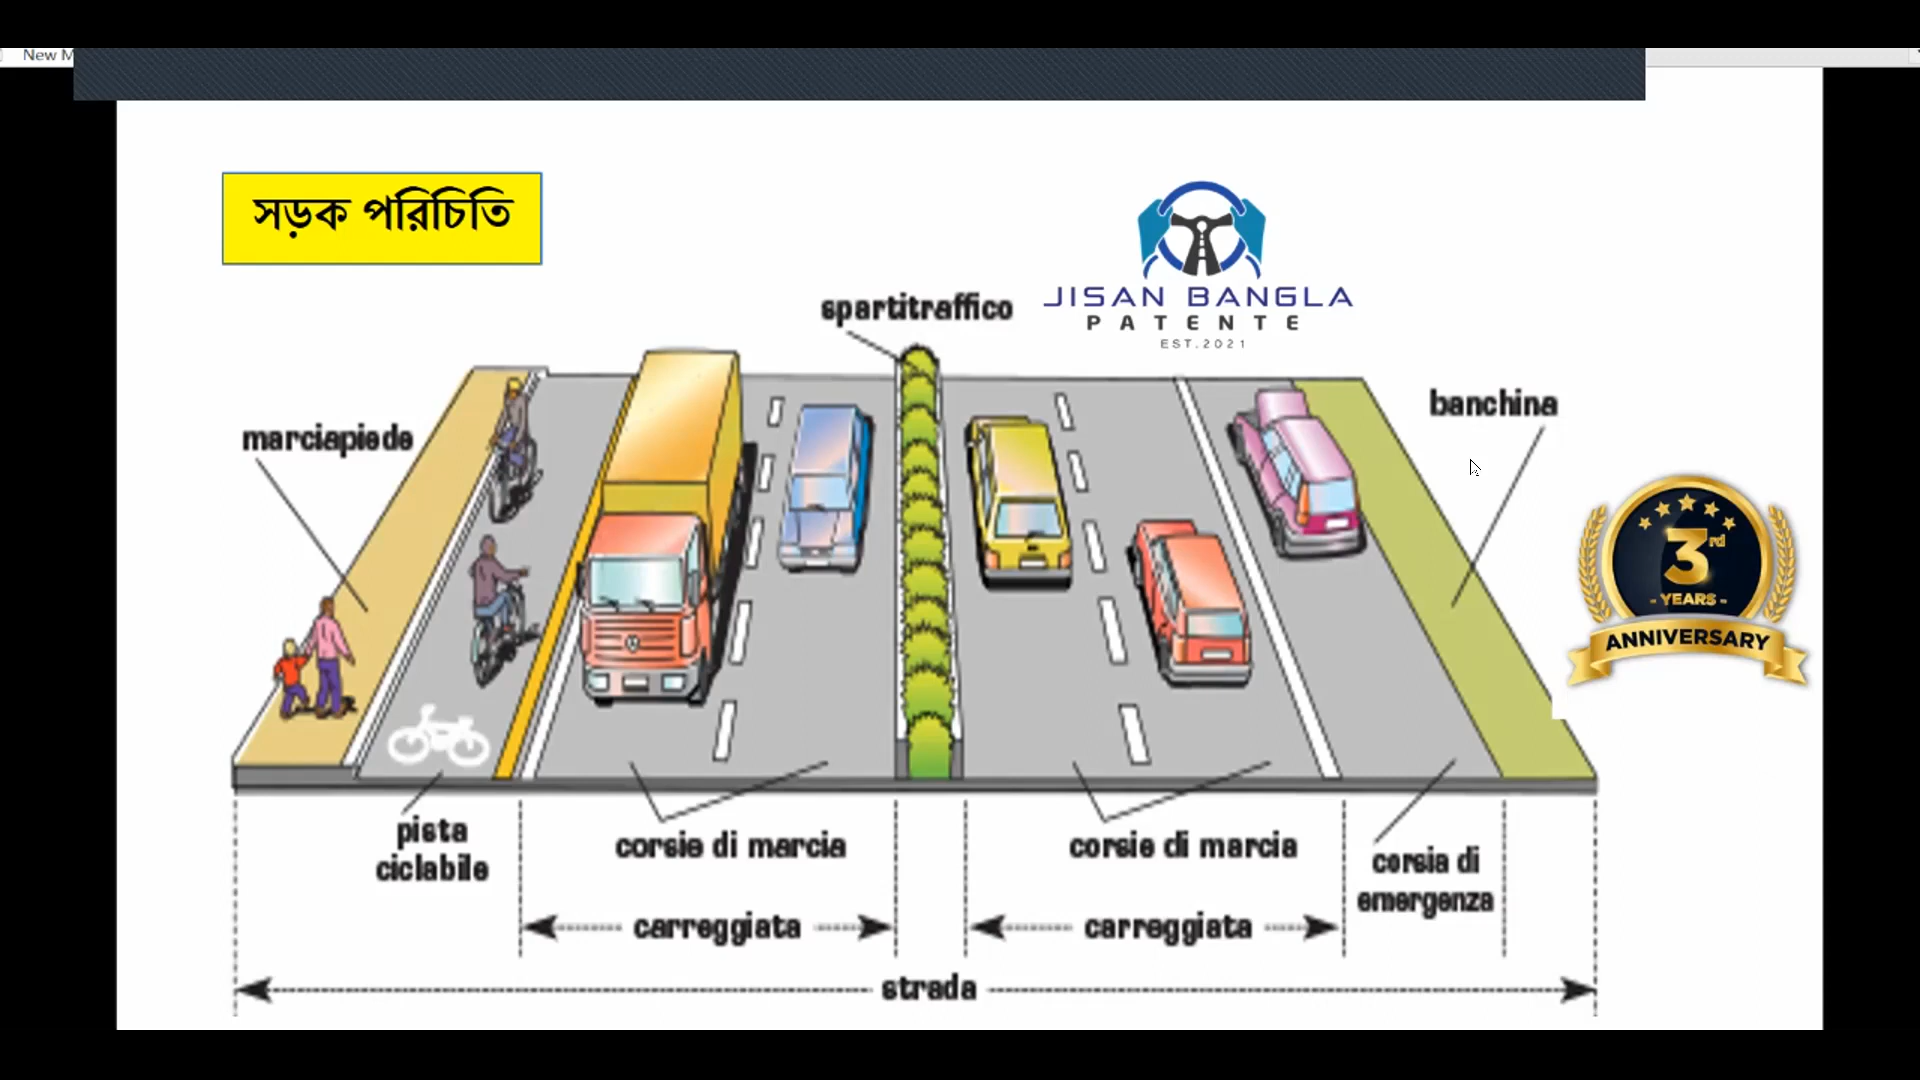 New M
সড়ক পরিচিতি
JISAN BANGLA
PATENTE
EST.2021
spartitraffico
marciapiede
banchina
3rd
- YEARS -
ANNIVERSARY
pista
ciclabile
corsie di marcia
corsie di marcia
corsia di
emergenza
carreggiata
carreggiata
strada